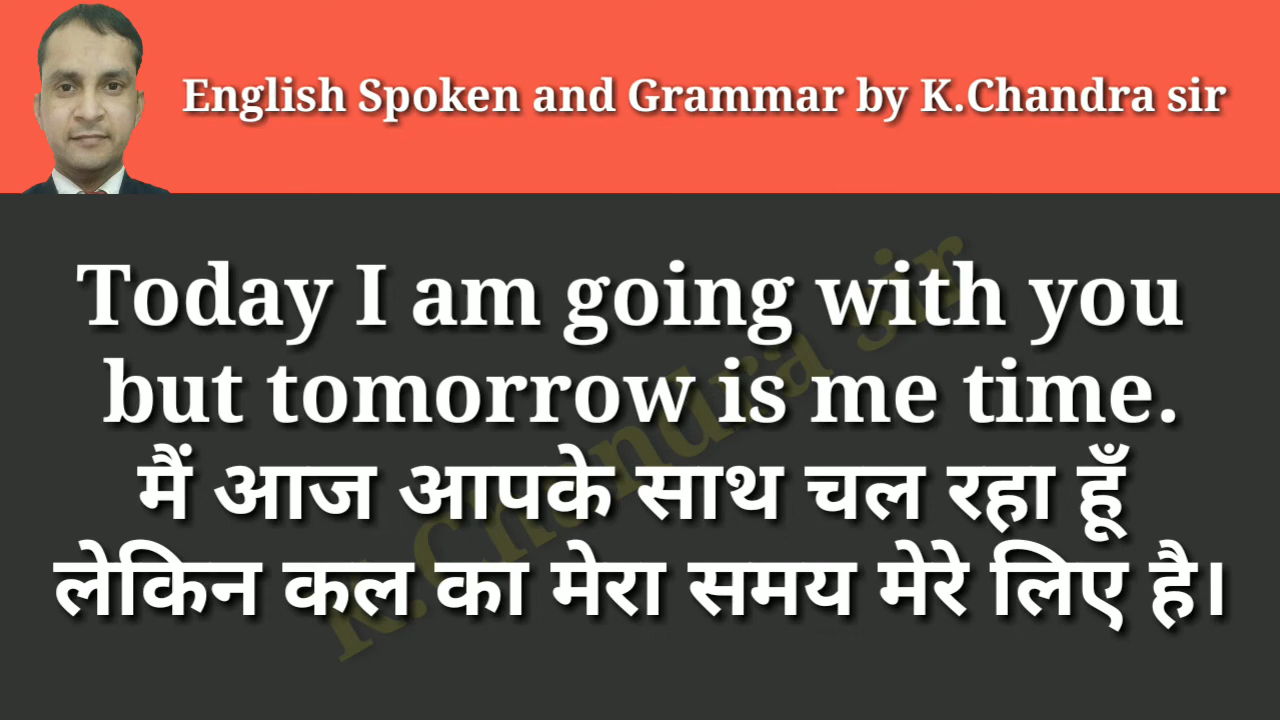 English Spoken and Grammar by K.Chandra sir
Today I am going with you
but tomorrow is me time.
मैं आज आपके साथ चल रहा हूँ
लेकिन कल का मेरा समय मेरे लिए है।
K.Chandra sir